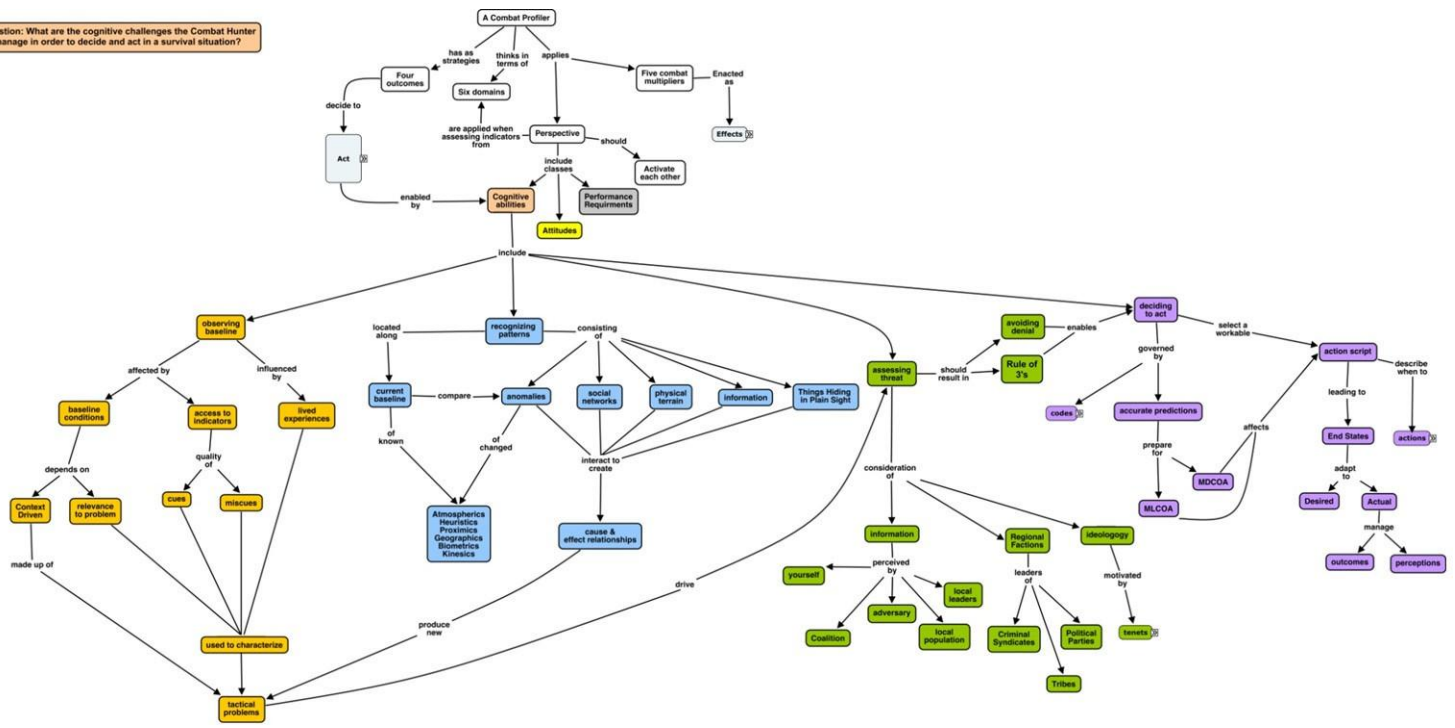 stion: What are the cognitive challenges the Combat Hunter
nanage in order to decide and act in a survival situation?
A Combat Profiler
has as
strategies
thinks in
terms of
applies
Four
outcomes
Six domains
Five combat
multipliers
Enacted
as
decide to
are applied when
assessing indicators
from
Perspective
Effects
should
Act
include
classes
Activate
each other
enabled
by
Cognitive
abilities
Performance
Requirments
Attitudes
include
observing
baseline
located
along
recognizing
patterns
consisting
of
avoiding
denial
enables
deciding
to act
select a
workable
affected by
influenced
by
assessing
threat
should
result in
Rule of
3's
governed
by
action script
describe
when to
baseline
conditions
access to
indicators
lived
experiences
current
baseline
compare
anomalies
social
networks
physical
terrain
information
Things Hiding
in Plain Sight
codes
accurate predictions
leading to
affects
End States
actions
of
known
of
changed
interact to
create
prepare
for
depends on
quality
of
consideration
of
adapt
to
Context
Driven
relevance
to problem
cues
miscues
MDCOA
MLCOA
Desired
Actual
Atmospherics
Heuristics
Proximics
Geographics
Biometrics
Kinesics
cause &
effect relationships
information
Regional
Factions
ideologogy
manage
made up of
outcomes
perceptions
yourself
perceived
by
leaders
of
motivated
by
drive
local
leaders
adversary
Coalition
local
population
Criminal
Syndicates
Political
Parties
tenets
produce
new
used to characterize
Tribes
tactical
problems